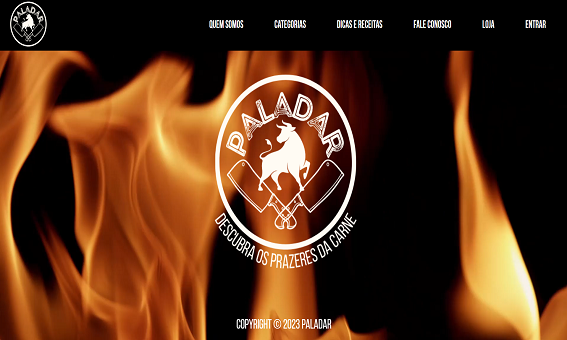 PALADAR
QUEM SOMOS CATEGORIAS DICAS E RECEITAS FALE CONOSCO LOJA ENTRAR
PALADAR
DESCUBRA OS PRAZERES DA CARNE
COPYRIGHT © 2023 PALADAR